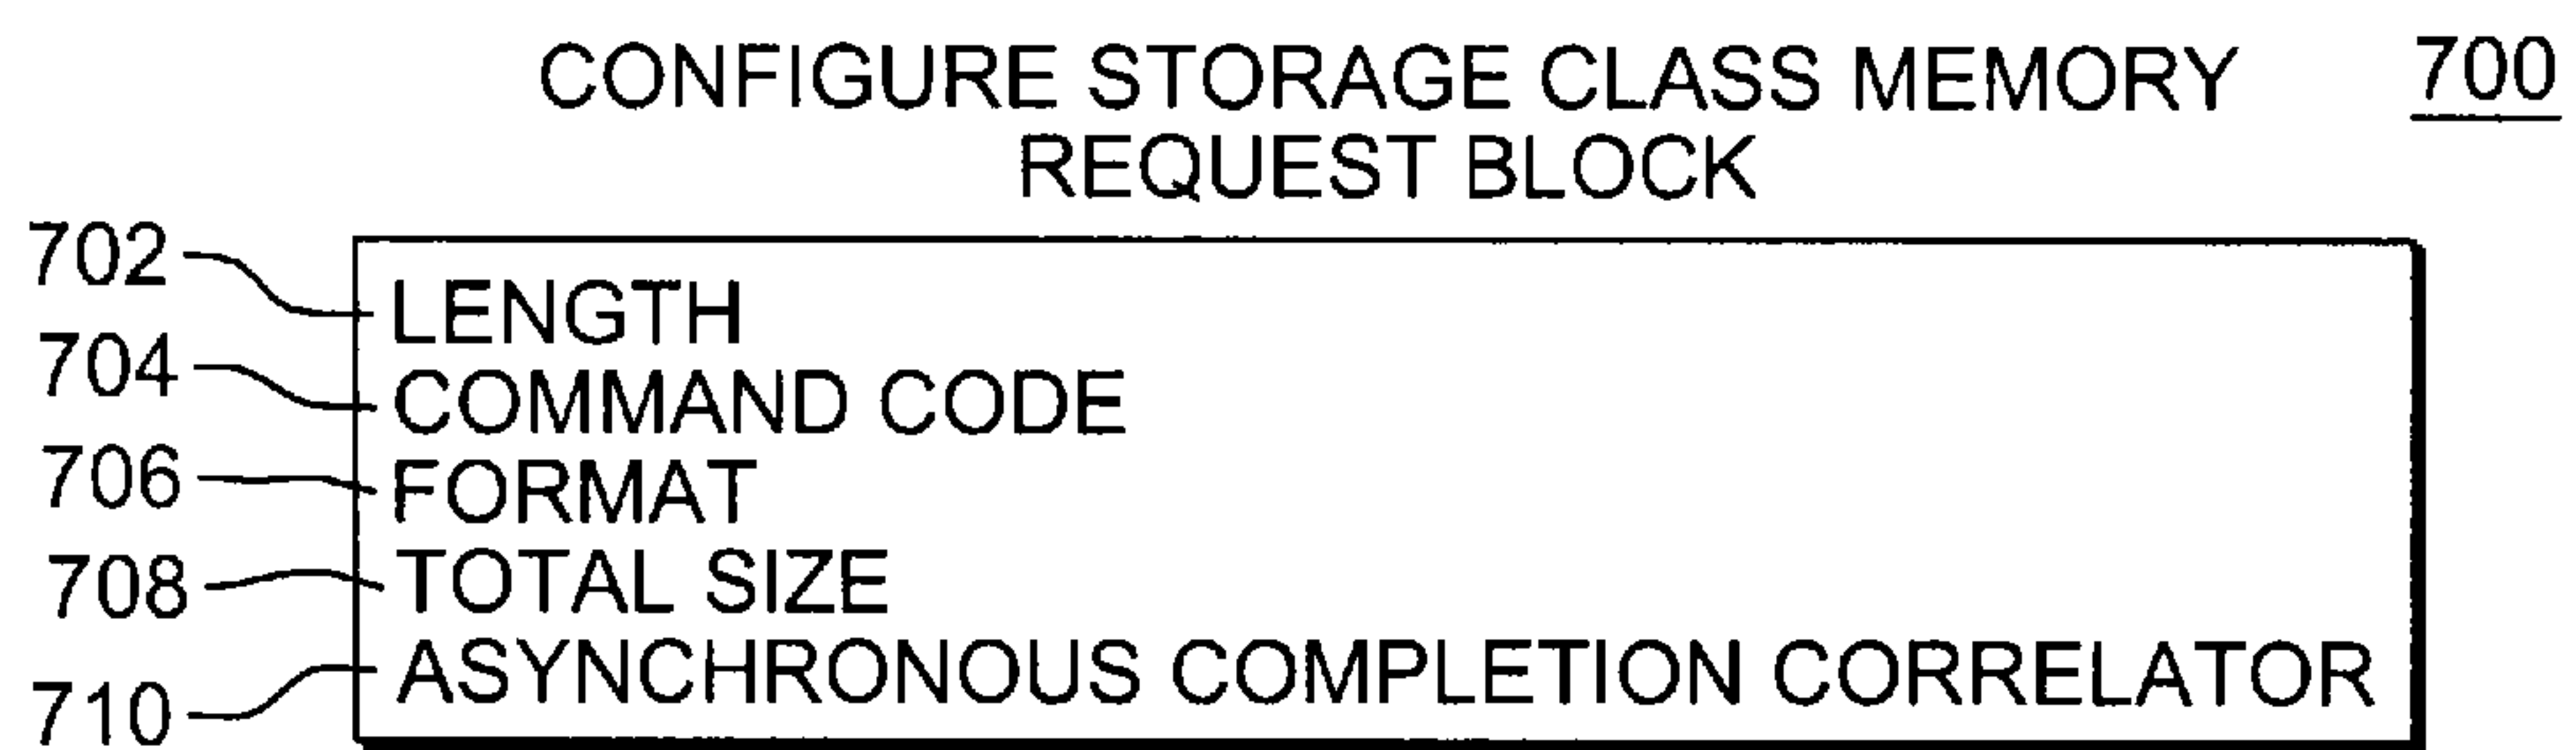 CONFIGURE STORAGE CLASS MEMORY 700
REQUEST BLOCK
702 LENGTH
704 COMMAND CODE
706 FORMAT
708 TOTAL SIZE
710 ASYNCHRONOUS COMPLETION CORRELATOR